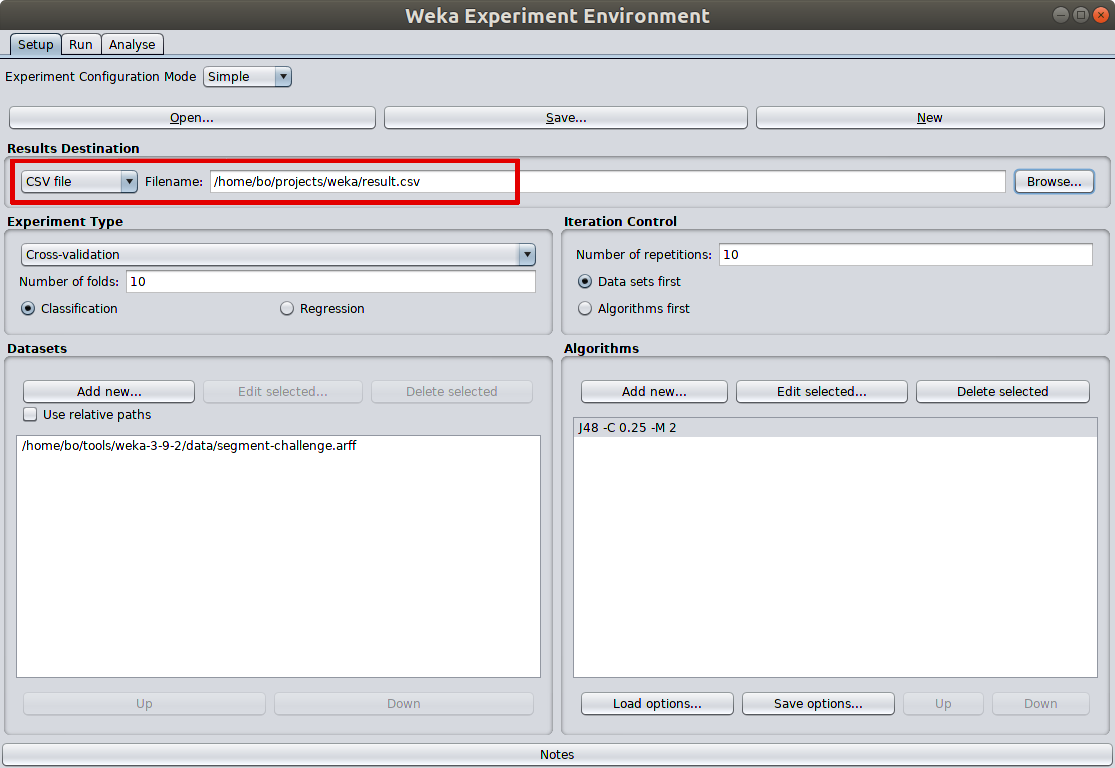 Weka Experiment Environment
Setup Run Analyse
Experiment Configuration Mode Simple
Open... Save... New
Results Destination
CSV file Filename: /home/bo/projects/weka/result.csv Browse...
Experiment Type
Cross-validation
Number of folds: 10
Classification Regression
Iteration Control
Number of repetitions: 10
Data sets first
Algorithms first
Datasets
Add new... Edit selected... Delete selected
Use relative paths
/home/bo/tools/weka-3-9-2/data/segment-challenge.arff
Up Down
Algorithms
Add new... Edit selected... Delete selected
J48 -C 0.25 -M 2
Load options... Save options... Up Down
Notes